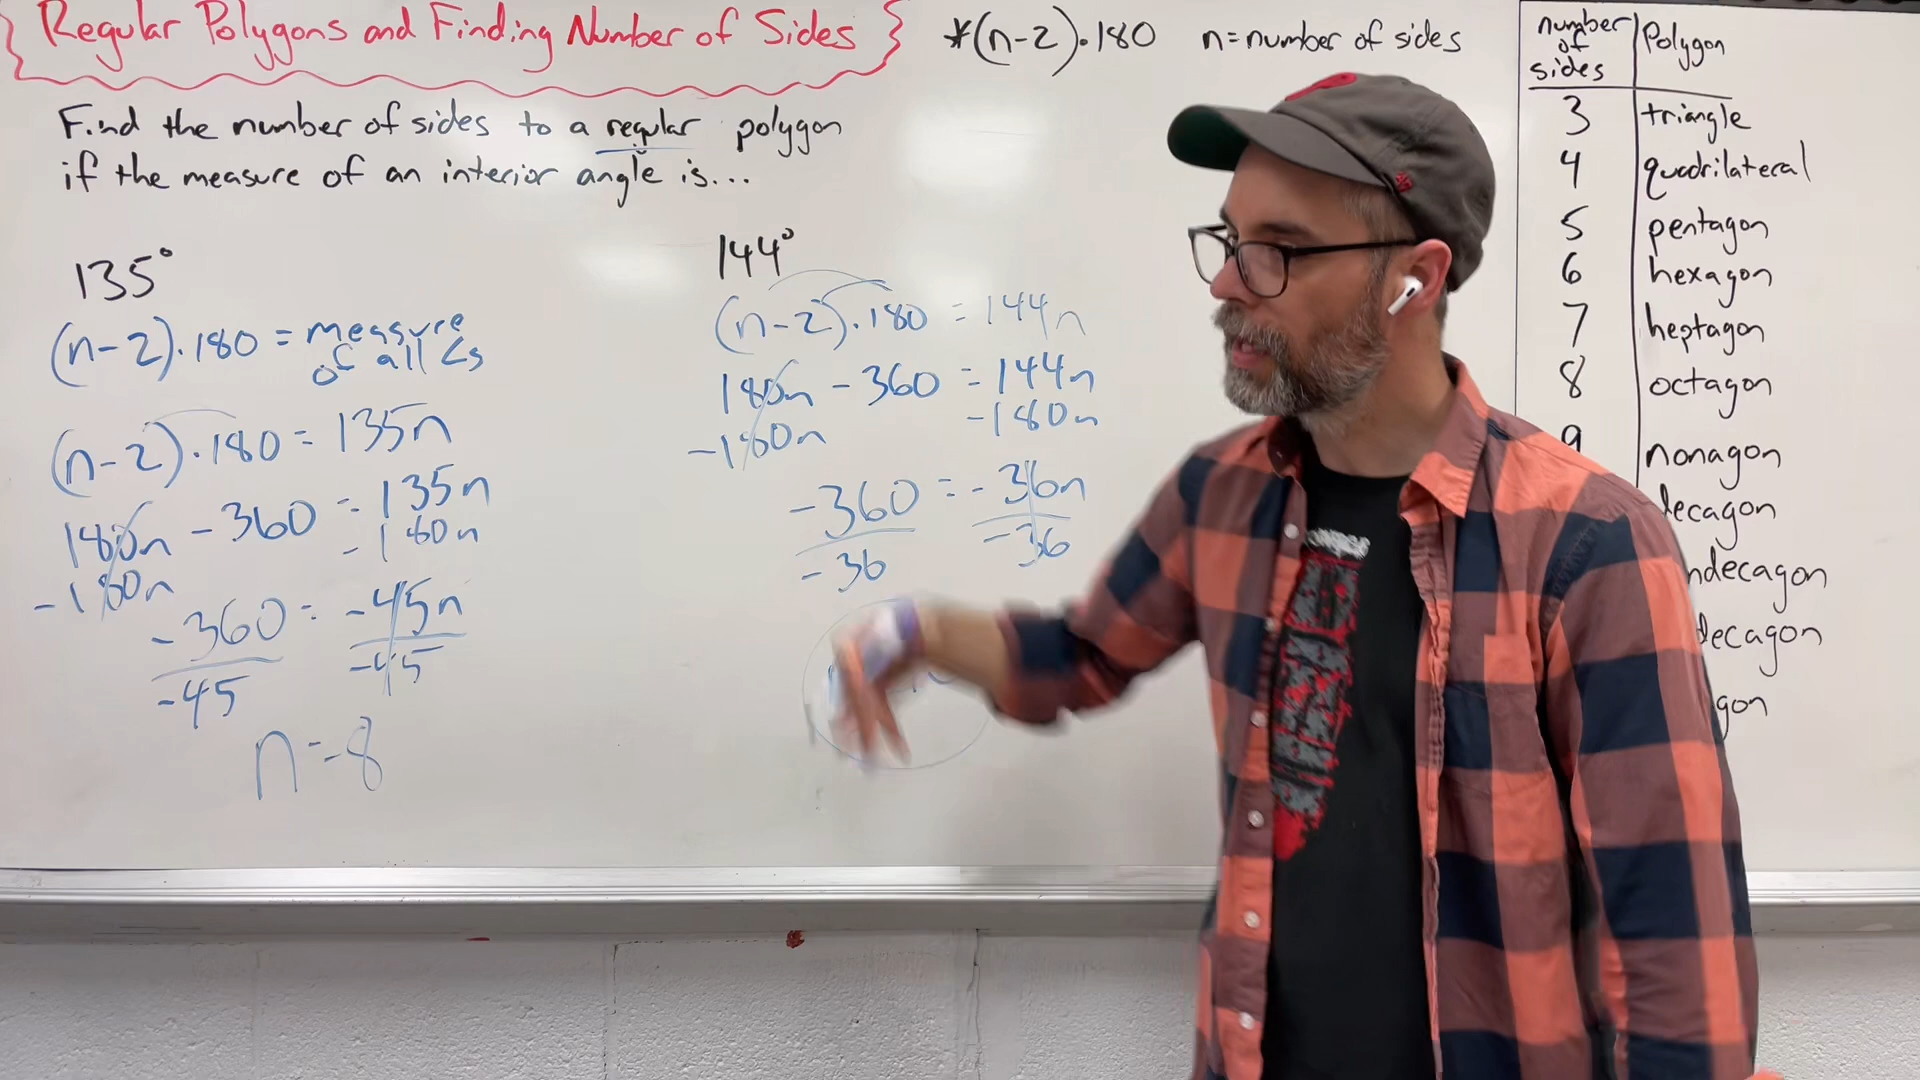 Regular Polygons and Finding Number of Sides
*(n-2)·180 n=number of sides
Find the number of sides to a regular polygon
if the measure of an interior angle is...
135°
(n-2)·180 = measure
of all ∠s
(n-2)·180 = 135n
180n - 360 = 135n
-180n -180n
-360 = -45n
-45 -45
n=8
144°
(n-2)·180 = 144n
180n - 360 = 144n
-180n -180n
-360 = -36n
-36 -36
number of sides Polygon
3 triangle
4 quadrilateral
5 pentagon
6 hexagon
7 heptagon
8 octagon
9 nonagon
decagon
ndecagon
decagon
gon